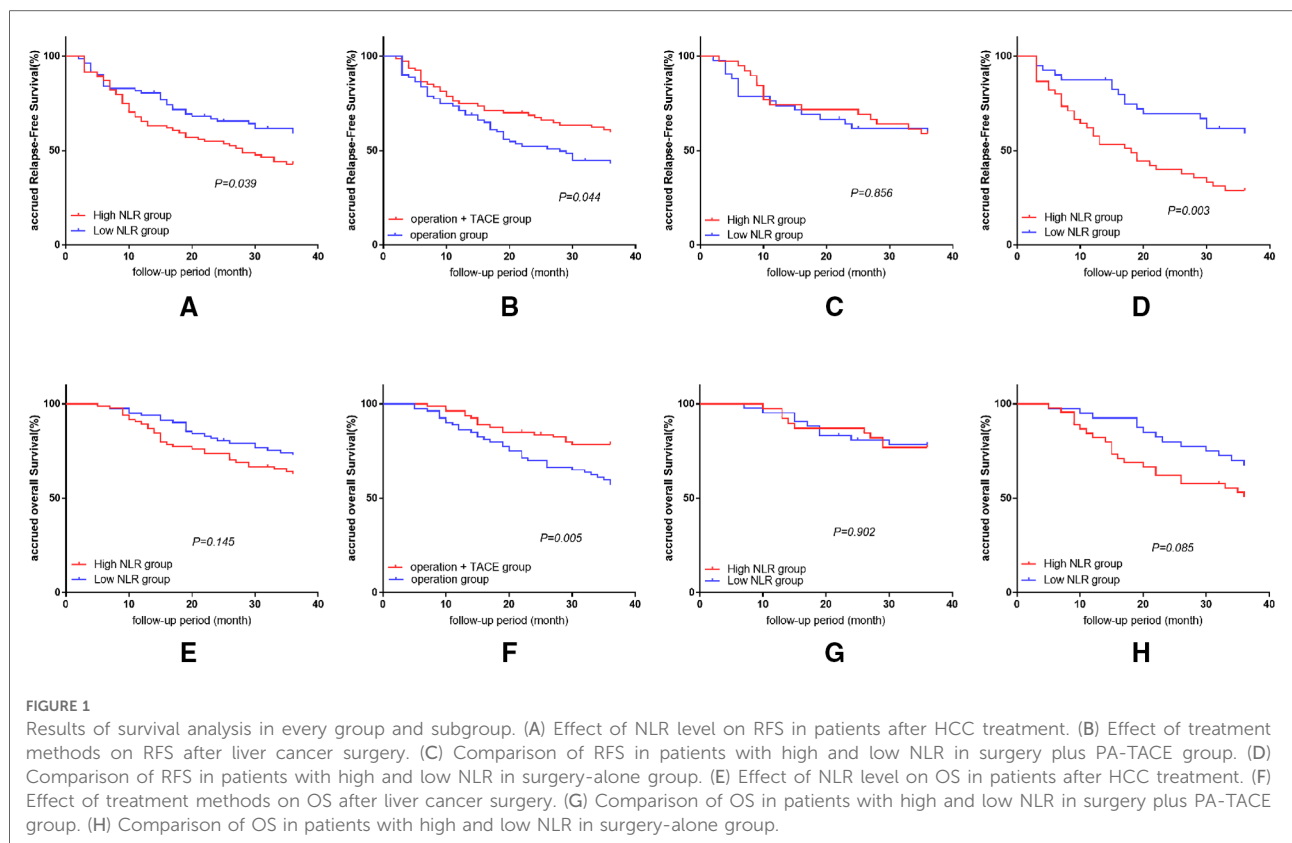 accrued Relapse-Free Survival(%)
100
50
0
P=0.039
High NLR group
Low NLR group
0 10 20 30 40
follow-up period (month)
A
accrued Relapse-Free Survival(%)
100
50
0
P=0.044
operation + TACE group
operation group
0 10 20 30 40
follow-up period (month)
B
accrued Relapse-Free Survival(%)
100
50
0
P=0.856
High NLR group
Low NLR group
0 10 20 30 40
follow-up period (month)
C
accrued Relapse-Free Survival(%)
100
50
0
P=0.003
High NLR group
Low NLR group
0 10 20 30 40
follow-up period (month)
D
accrued overall Survival(%)
100
50
0
P=0.145
High NLR group
Low NLR group
0 10 20 30 40
follow-up period (month)
E
accrued overall Survival(%)
100
50
0
P=0.005
operation + TACE group
operation group
0 10 20 30 40
follow-up period (month)
F
accrued overall Survival(%)
100
50
0
P=0.902
High NLR group
Low NLR group
0 10 20 30 40
follow-up period (month)
G
accrued overall Survival(%)
100
50
0
P=0.085
High NLR group
Low NLR group
0 10 20 30 40
follow-up period (month)
H
FIGURE 1
Results of survival analysis in every group and subgroup. (A) Effect of NLR level on RFS in patients after HCC treatment. (B) Effect of treatment
methods on RFS after liver cancer surgery. (C) Comparison of RFS in patients with high and low NLR in surgery plus PA-TACE group. (D)
Comparison of RFS in patients with high and low NLR in surgery-alone group. (E) Effect of NLR level on OS in patients after HCC treatment. (F)
Effect of treatment methods on OS after liver cancer surgery. (G) Comparison of OS in patients with high and low NLR in surgery plus PA-TACE
group. (H) Comparison of OS in patients with high and low NLR in surgery-alone group.